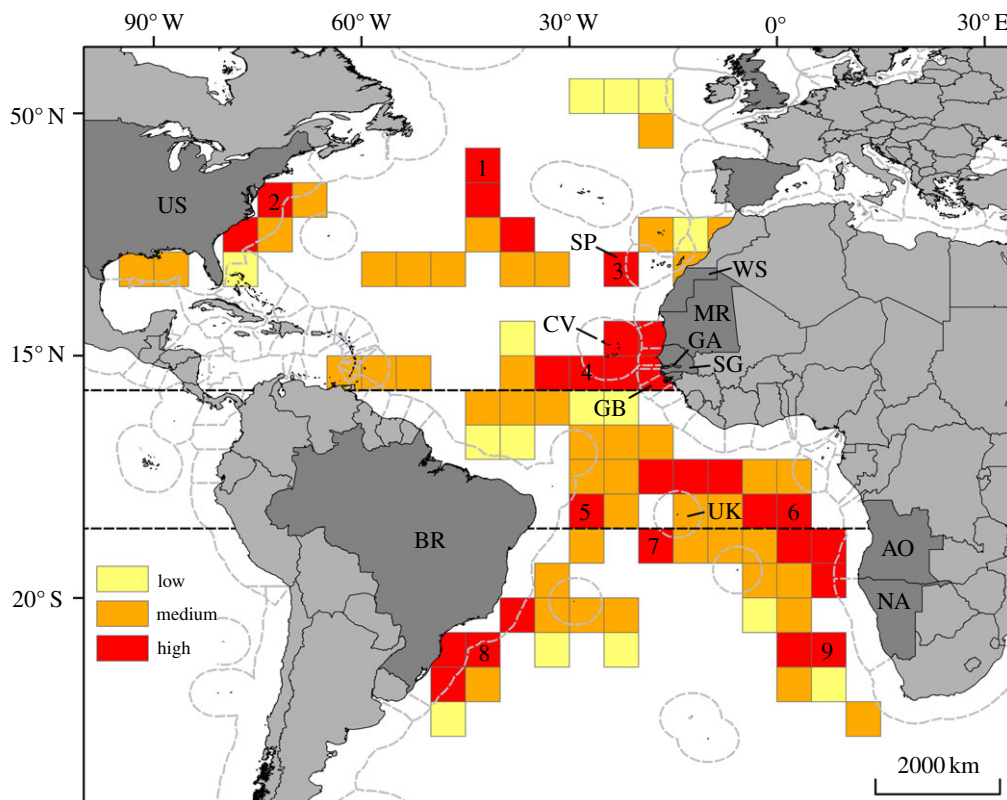 90° W 60° W 30° W 0° 30° E
50° N
1
US 2
SP
3 WS
MR
CV GA
15° N SG
4
GB
5 UK 6
BR 7 AO
low
medium 20° S NA
high 8 9
2000 km